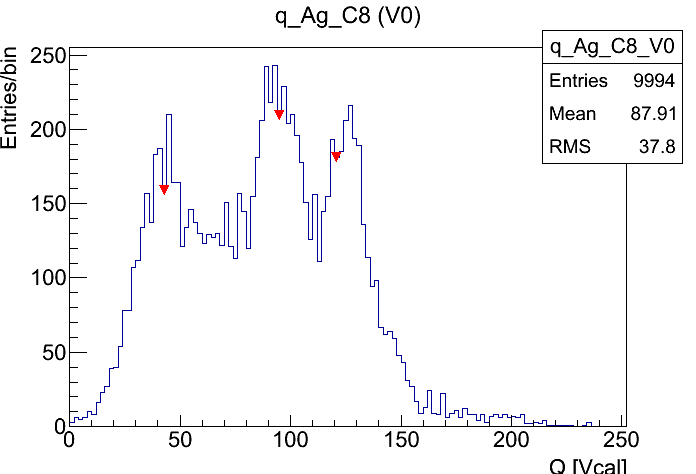 q_Ag_C8 (V0)
q_Ag_C8_V0
Entries 9994
Mean 87.91
RMS 37.8
Entries/bin
250
200
150
100
50
0
0 50 100 150 200 250
Q [Vcal]